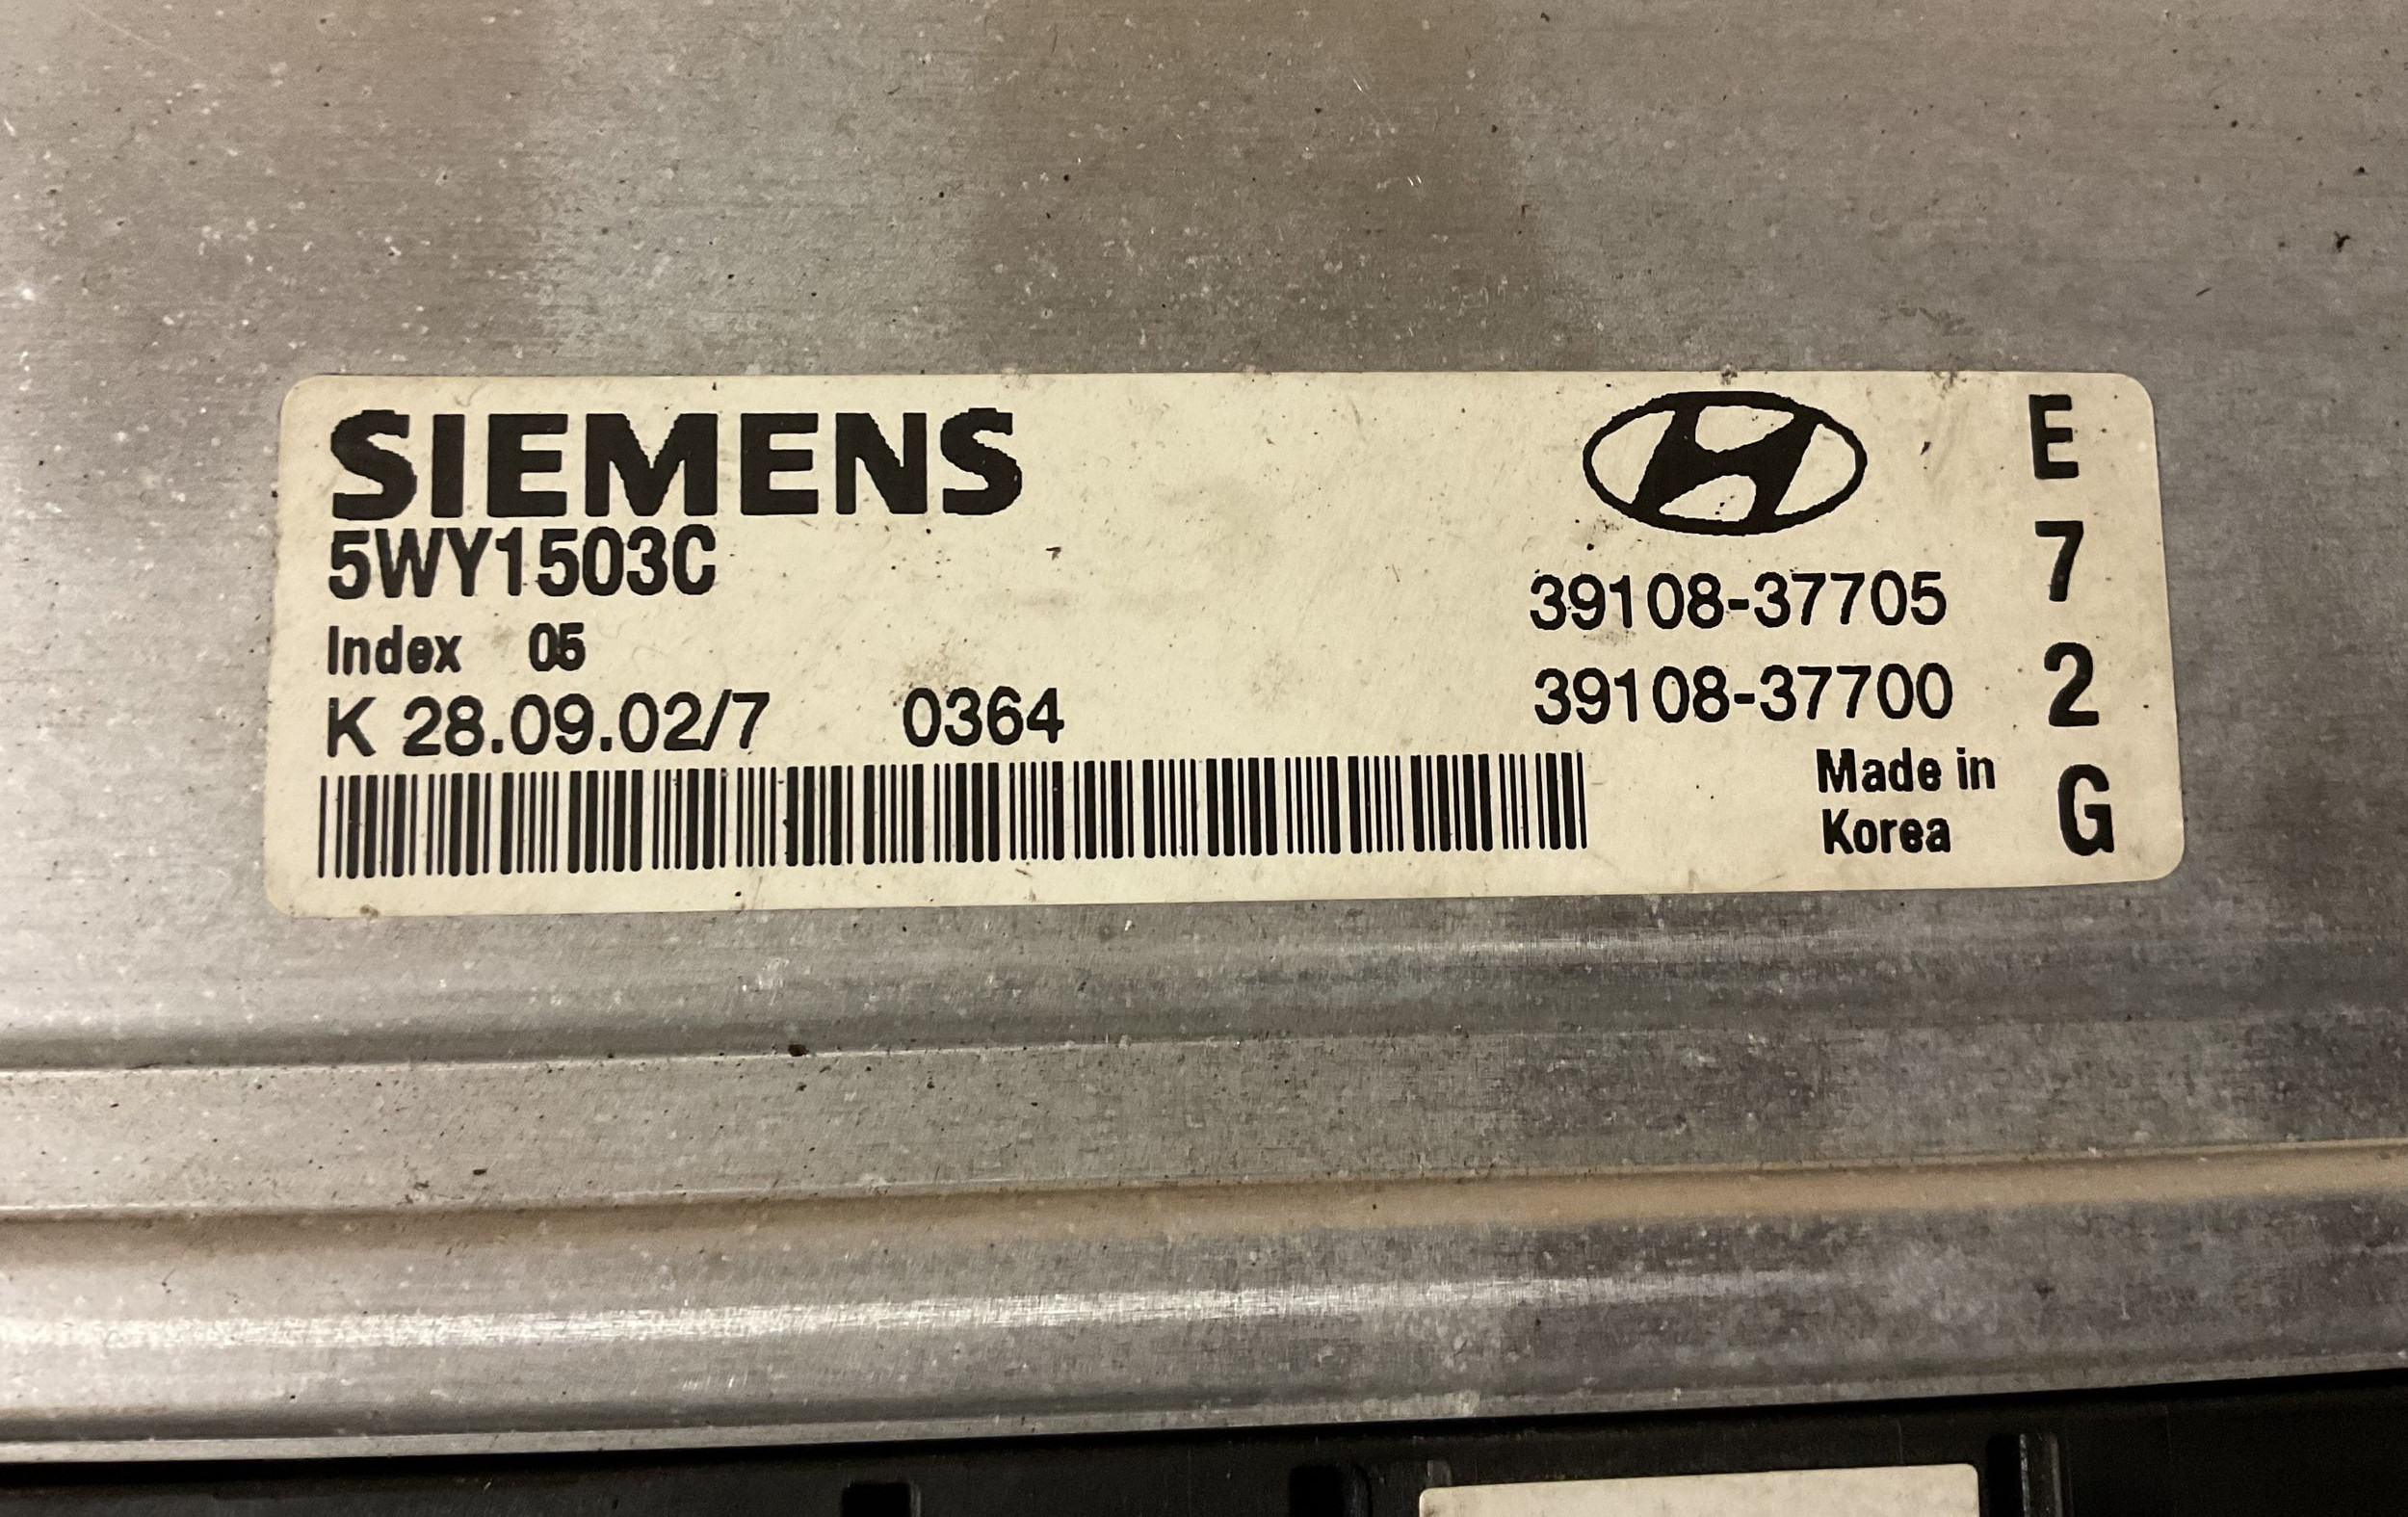 SIEMENS
5WY1503C
Index 05
K 28.09.02/7 0364
39108-37705
39108-37700
Made in
Korea
E
7
2
G